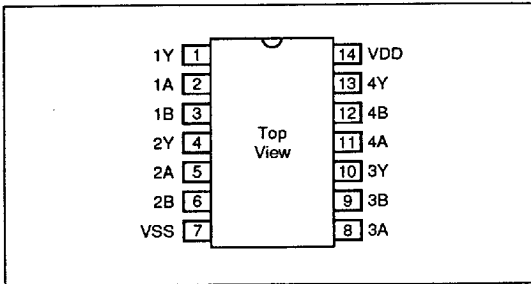 1Y 1 14 VDD
1A 2 13 4Y
1B 3 12 4B
2Y 4 Top View 11 4A
2A 5 10 3Y
2B 6 9 3B
VSS 7 8 3A